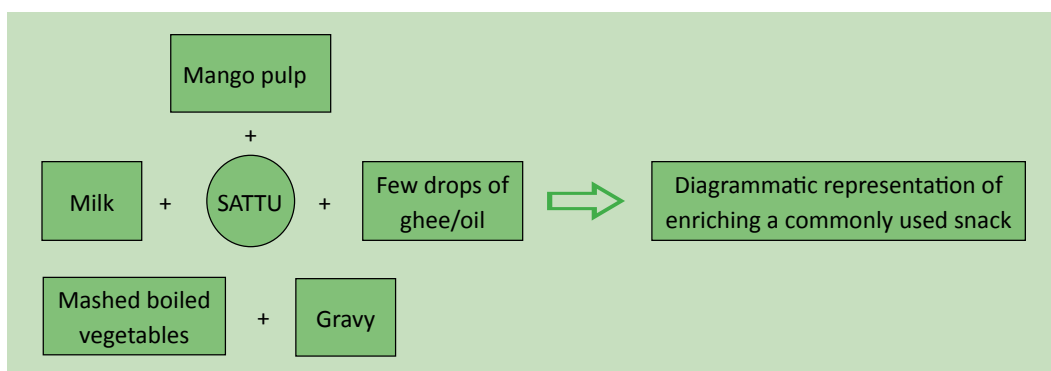 Mango pulp
+
Milk + SATTU + Few drops of
ghee/oil
Diagrammatic representation of
enriching a commonly used snack
Mashed boiled
vegetables
+
Gravy